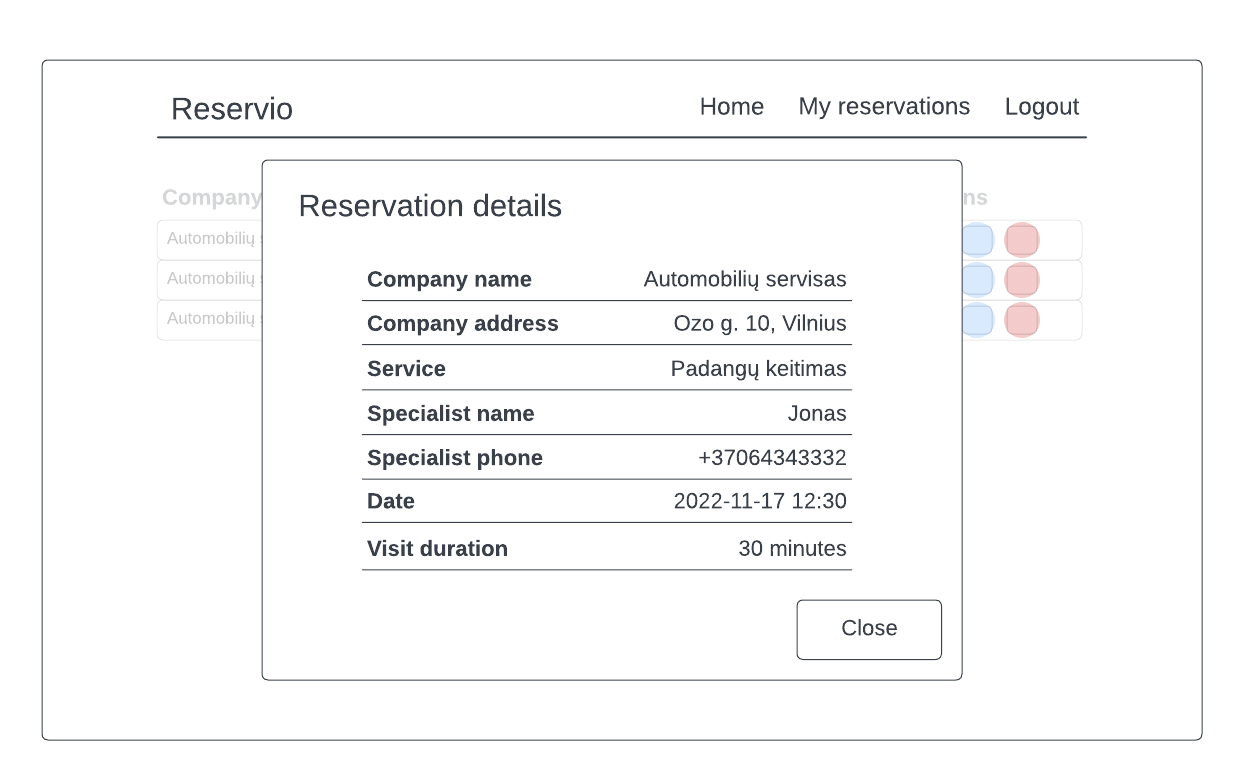 Reservio
Home My reservations Logout
Reservation details
Company
Automobilių
Automobilių
Automobilių
Company name Automobilių servisas
Company address Ozo g. 10, Vilnius
Service Padangų keitimas
Specialist name Jonas
Specialist phone +37064343332
Date 2022-11-17 12:30
Visit duration 30 minutes
Close